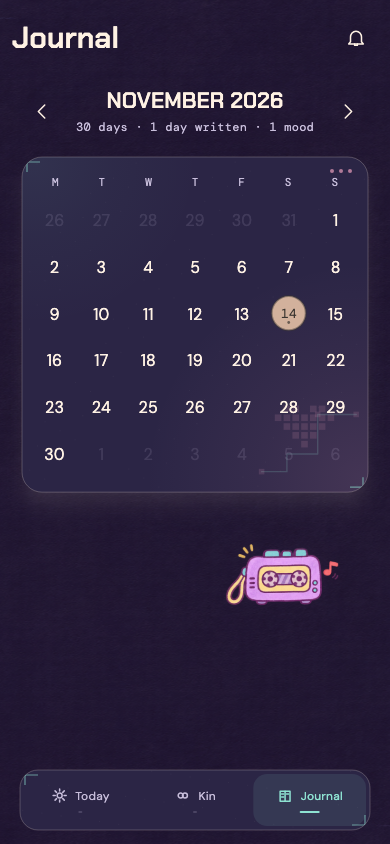 Journal
NOVEMBER 2026
30 days · 1 day written · 1 mood
M T W T F S S
26 27 28 29 30 31 1
2 3 4 5 6 7 8
9 10 11 12 13 14 15
16 17 18 19 20 21 22
23 24 25 26 27 28 29
30 1 2 3 4 5 6
Today Kin Journal